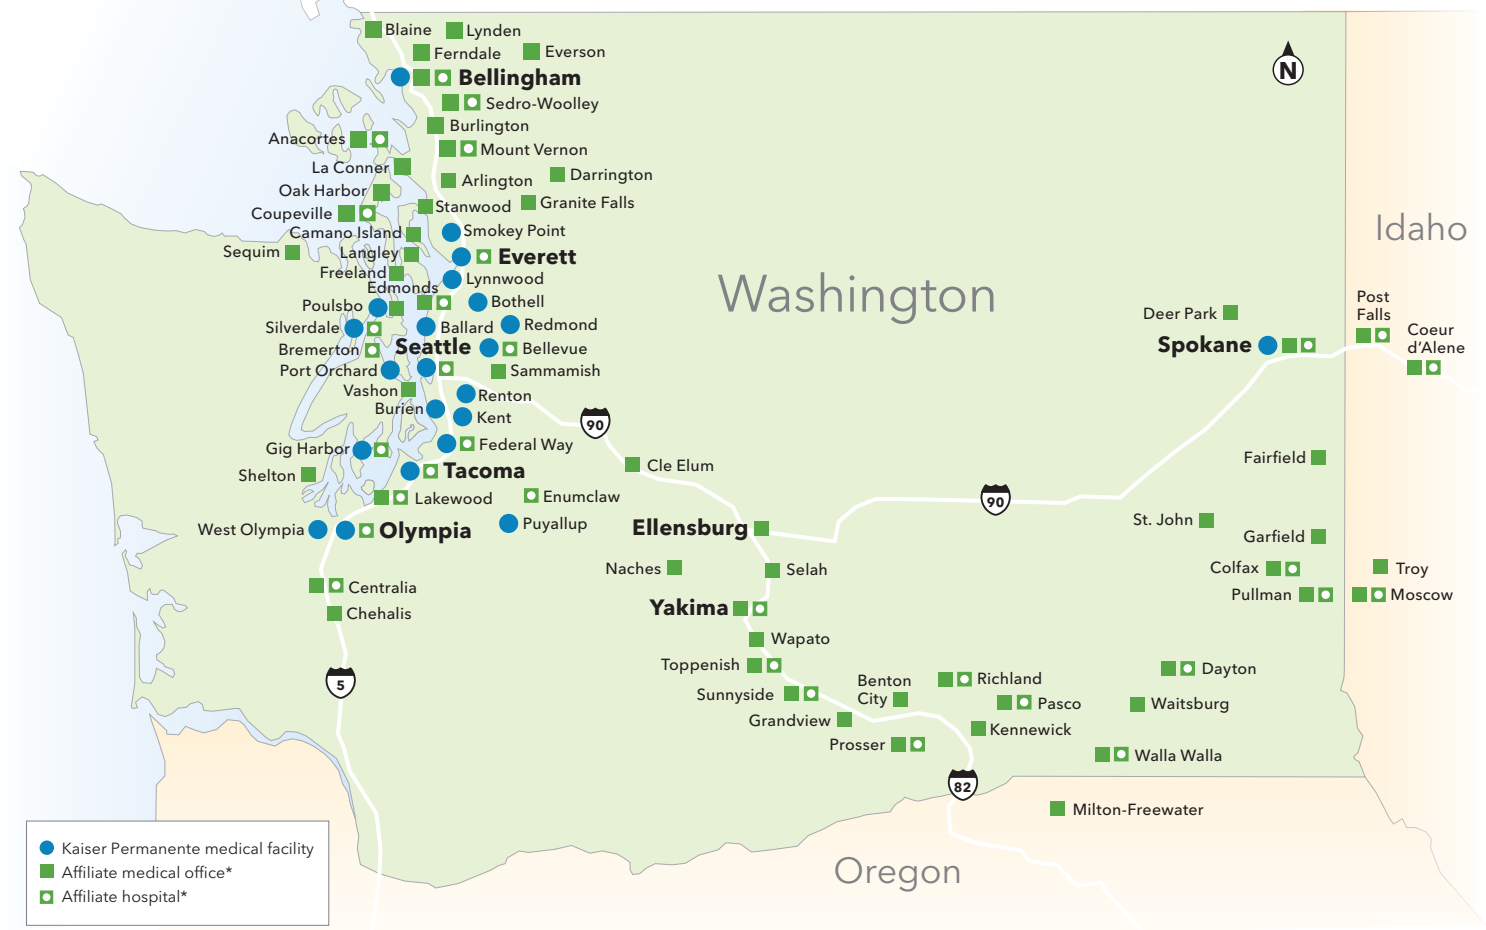 Blaine
Lynden
Ferndale
Everson
Bellingham
Sedro-Woolley
Burlington
Anacortes
Mount Vernon
La Conner
Darrington
Arlington
Oak Harbor
Granite Falls
Stanwood
Coupeville
Smokey Point
Camano Island
Sequim
Langley
Everett
Freeland
Lynnwood
Edmonds
Bothell
Poulsbo
Silverdale
Ballard
Redmond
Bremerton
Seattle
Bellevue
Port Orchard
Sammamish
Vashon
Renton
Burien
Kent
Gig Harbor
Federal Way
Shelton
Tacoma
Lakewood
Enumclaw
West Olympia
Olympia
Puyallup
Centralia
Chehalis
5
N
Washington
Idaho
Oregon
90
Cle Elum
90
Ellensburg
Naches
Selah
Yakima
Wapato
Toppenish
Sunnyside
Grandview
Prosser
Benton
City
Richland
Pasco
Kennewick
82
Dayton
Waitsburg
Walla Walla
Milton-Freewater
Deer Park
Spokane
Post
Falls
Coeur
d’Alene
Fairfield
St. John
Garfield
Colfax
Troy
Pullman
Moscow
Kaiser Permanente medical facility
Affiliate medical office*
Affiliate hospital*